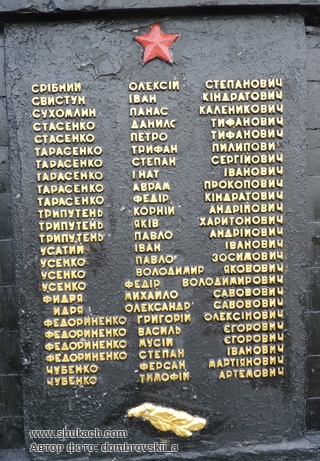 СРІБНИЙ ОЛЕКСІЙ СТЕПАНОВИЧ
СВИСТУН ІВАН КІНДРАТОВИЧ
СУХОМЛИН ПАНАС КАЛЕНИКОВИЧ
СТАСЕНКО ДАНИЛО ТИФАНОВИЧ
СТАСЕНКО ПЕТРО ТИФАНОВИЧ
ТАРАСЕНКО ТРИФАН ПИЛИПОВИ
ТАРАСЕНКО СТЕПАН СЕРГІЙОВИЧ
ТАРАСЕНКО ІГНАТ ІВАНОВИЧ
ТАРАСЕНКО АВРАМ ПРОКОПОВИЧ
ТАРАСЕНКО ФЕДІР КІНДРАТОВИЧ
ТРИПУТЕНЬ КОРНІЙ АНДРІЙОВИЧ
ТРИПУТЕНЬ ЯКІВ ХАРИТОНОВИЧ
ТРИПУТЕНЬ ПАВЛО АНДРІЙОВИЧ
УСАТИЙ ІВАН ІВАНОВИЧ
УСЕНКО ПАВЛО ЗОСИМОВИЧ
УСЕНКО ВОЛОДИМИР ЯКОВОВИЧ
УСЕНКО ФЕДІР ВОЛОДИМИРОВИЧ
ФИДРЯ МИХАЙЛО САВОВИЧ
ИДРЯ ОЛЕКСАНДР САВОВИЧ
ФЕДОРИНЕНКО ГРИГОРІЙ ОЛЕКСІЙОВИЧ
ФЕДОРИНЕНКО ВАСИЛЬ ЄГОРОВИЧ
ФЕДОРИНЕНКО МУСІЙ ЄГОРОВИЧ
ФЕДОРИНЕНКО СТЕПАН ІВАНОВИЧ
ЧУБЕНКО ФЕРСАН МАРТІЯНОВИЧ
ЧУБЕНКО ТИМОФІЙ АРТЕМОВИЧ
www.shukach.com
Автор фото: dombrovskii_a